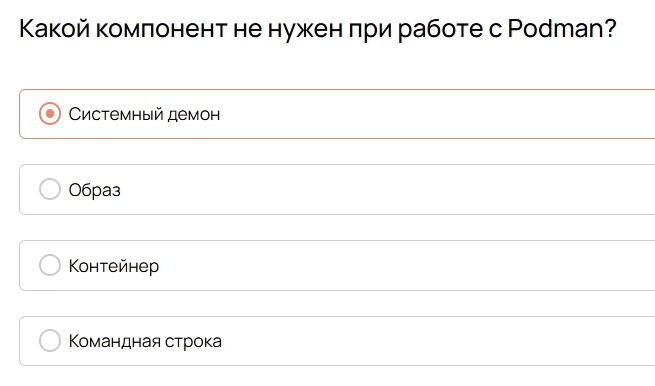 Какой компонент не нужен при работе с Podman?
Системный демон
Образ
Контейнер
Командная строка